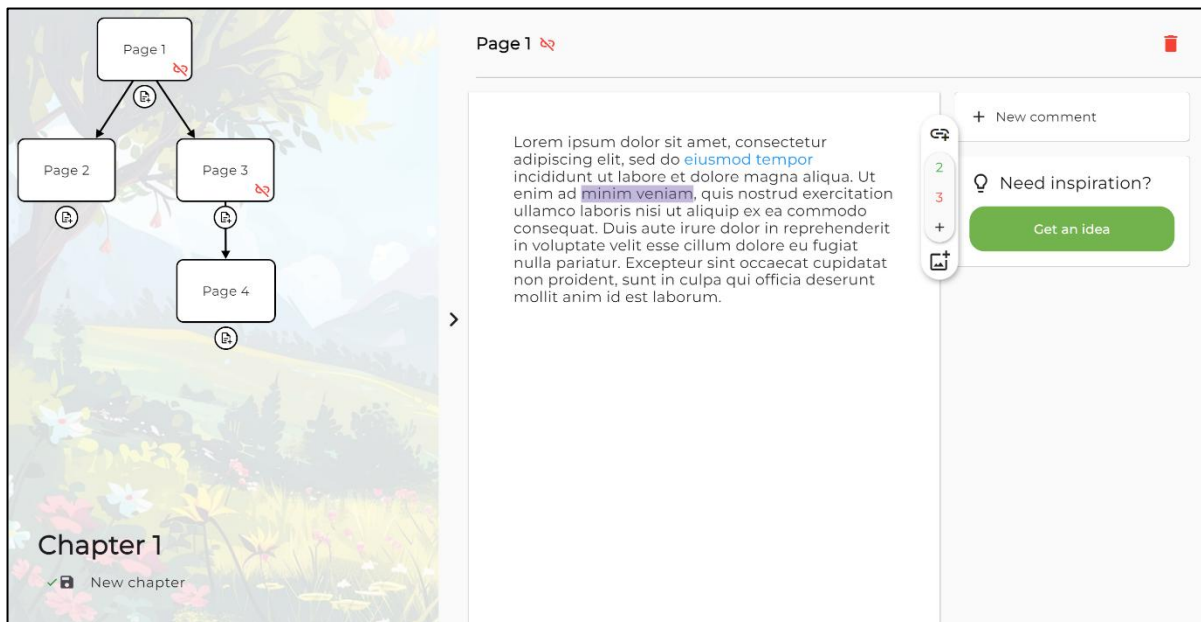 Page 1
Page 2
Page 3
Page 4
Chapter 1
New chapter
Page 1
Lorem ipsum dolor sit amet, consectetur
adipiscing elit, sed do eiusmod tempor
incididunt ut labore et dolore magna aliqua. Ut
enim ad minim veniam, quis nostrud exercitation
ullamco laboris nisi ut aliquip ex ea commodo
consequat. Duis aute irure dolor in reprehenderit
in voluptate velit esse cillum dolore eu fugiat
nulla pariatur. Excepteur sint occaecat cupidatat
non proident, sunt in culpa qui officia deserunt
mollit anim id est laborum.
2
3
+
+ New comment
Need inspiration?
Get an idea